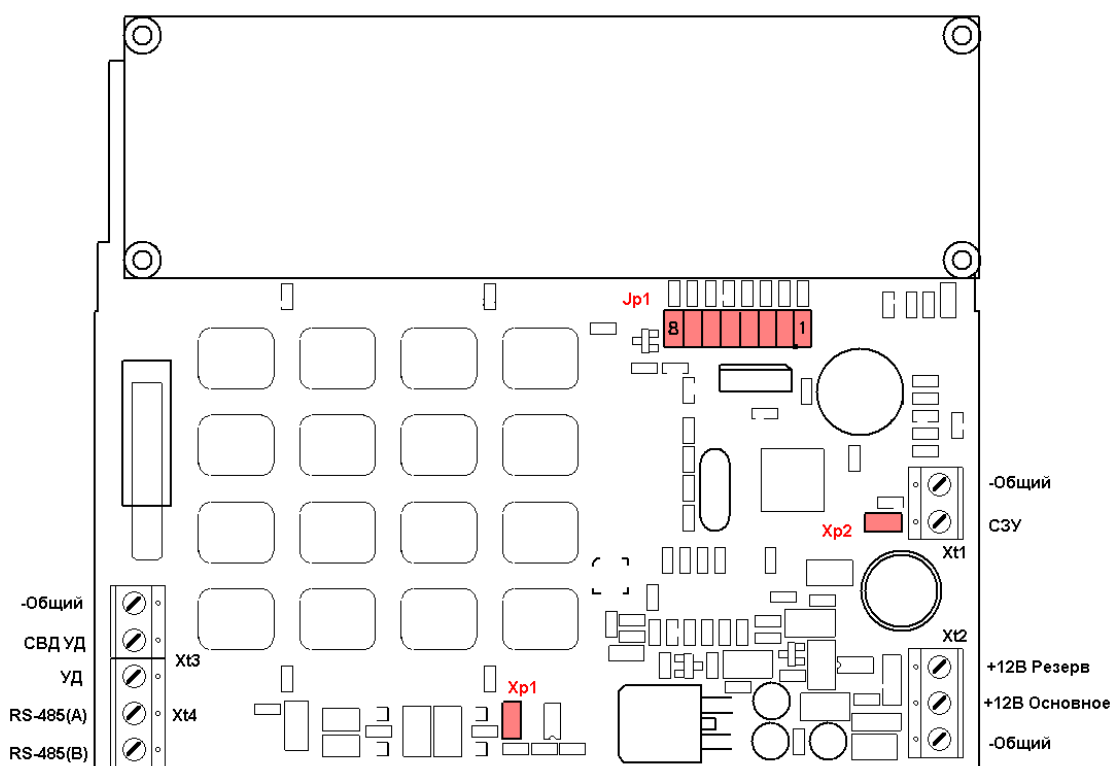 Jp1
8 1
-Общий
СЗУ
Xp2
Xt1
-Общий
СВД УД
Xt3
УД
Xt2
+12В Резерв
Xp1
RS-485(A)
Xt4
+12В Основное
RS-485(B)
-Общий